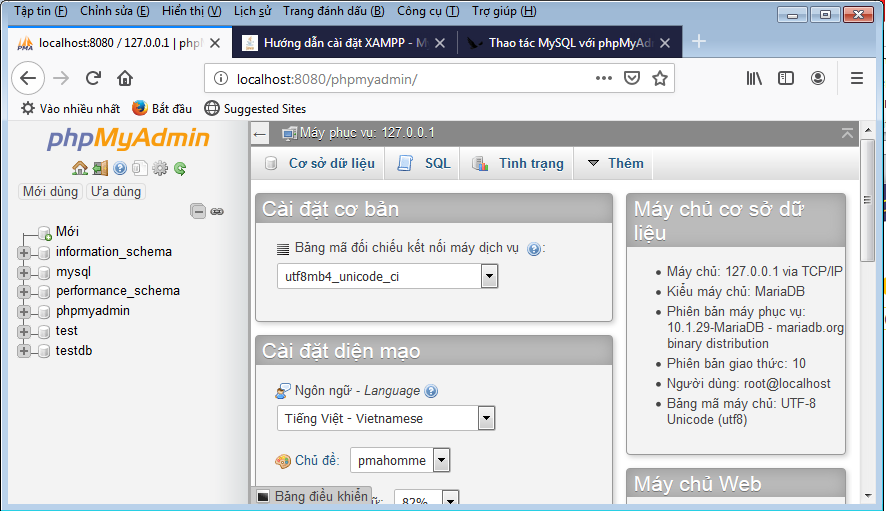 Tập tin (F) Chỉnh sửa (E) Hiển thị (V) Lịch sử Trang đánh dấu (B) Công cụ (T) Trợ giúp (H)
localhost:8080 / 127.0.0.1 | php
Hướng dẫn cài đặt XAMPP - M
Thao tác MySQL với phpMyAd
localhost:8080/phpmyadmin/
Vào nhiều nhất Bắt đầu Suggested Sites
phpMyAdmin
Mới dùng Ưa dùng
Mới
information_schema
mysql
performance_schema
phpmyadmin
test
testdb
Máy phục vụ: 127.0.0.1
Cơ sở dữ liệu SQL Tình trạng Thêm
Cài đặt cơ bản
Bảng mã đối chiếu kết nối máy dịch vụ :
utf8mb4_unicode_ci
Cài đặt diện mạo
Ngôn ngữ - Language
Tiếng Việt - Vietnamese
Chủ đề: pmahomme
82%
Bảng điều khiển
Máy chủ cơ sở dữ
liệu
Máy chủ: 127.0.0.1 via TCP/IP
Kiểu máy chủ: MariaDB
Phiên bản máy phục vụ:
10.1.29-MariaDB - mariadb.org
binary distribution
Phiên bản giao thức: 10
Người dùng: root@localhost
Bảng mã máy chủ: UTF-8
Unicode (utf8)
Máy chủ Web